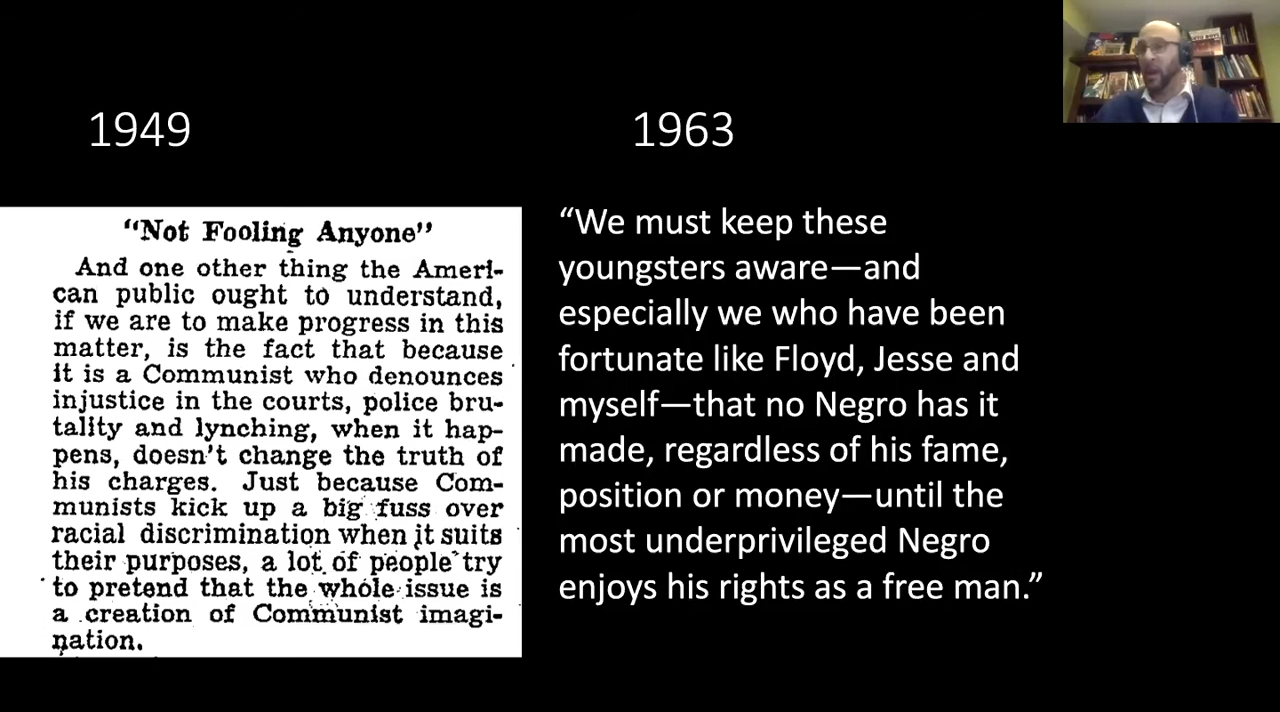 1949
"Not Fooling Anyone"
And one other thing the Ameri-
can public ought to understand,
if we are to make progress in this
matter, is the fact that because
it is a Communist who denounces
injustice in the courts, police bru-
tality and lynching, when it hap-
pens, doesn't change the truth of
his charges. Just because Com-
munists kick up a big fuss over
racial discrimination when it suits
their purposes, a lot of people try
to pretend that the whole issue is
a creation of Communist imagi-
nation.
1963
“We must keep these
youngsters aware—and
especially we who have been
fortunate like Floyd, Jesse and
myself—that no Negro has it
made, regardless of his fame,
position or money—until the
most underprivileged Negro
enjoys his rights as a free man.”